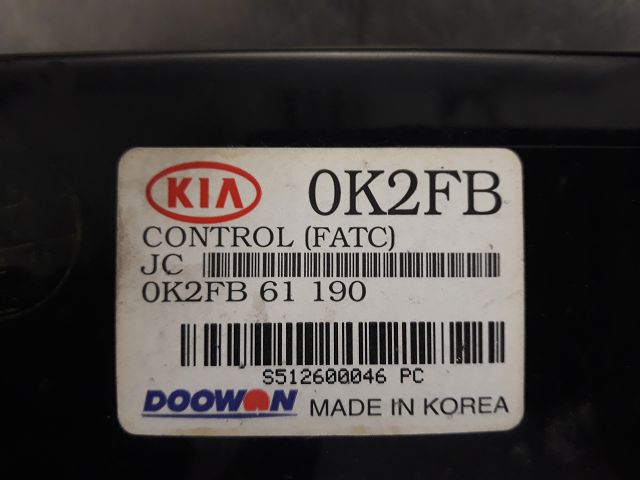 KIA 0K2FB
CONTROL (FATC)
JC
0K2FB 61 190
S512600046 PC
DOOWON MADE IN KOREA